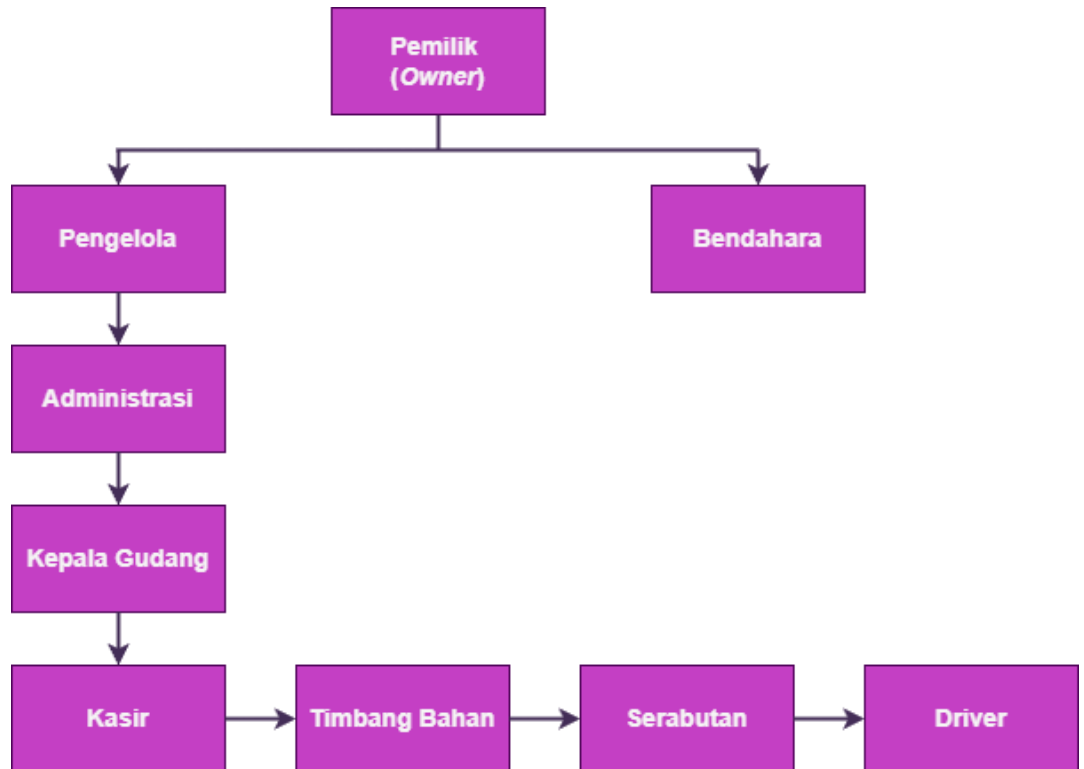 Pemilik
(Owner)
Pengelola
Bendahara
Administrasi
Kepala Gudang
Kasir
Timbang Bahan
Serabutan
Driver